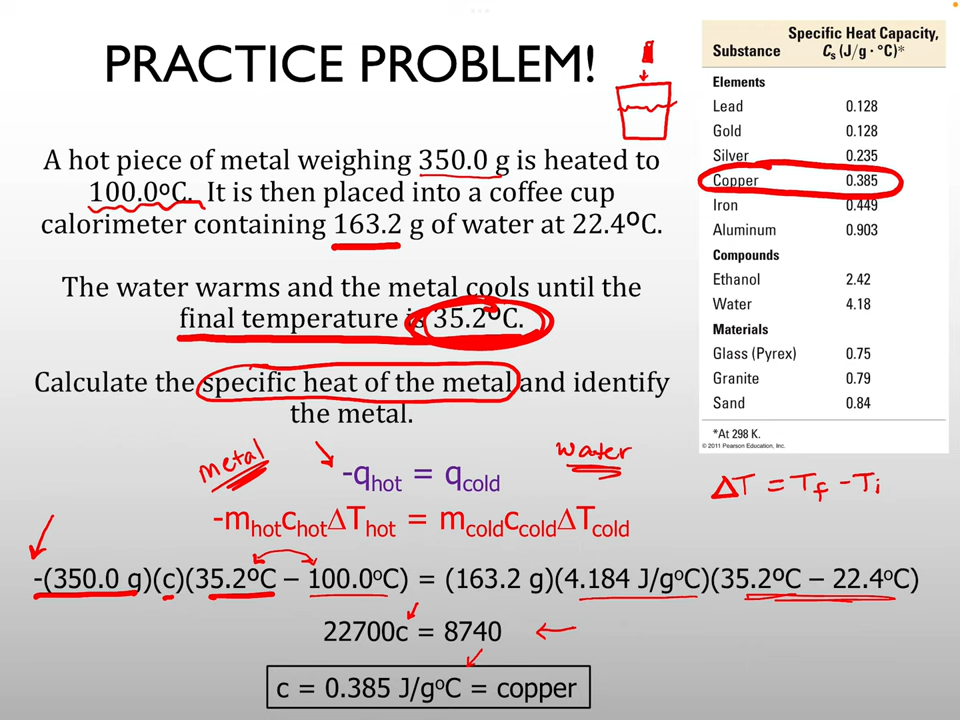 PRACTICE PROBLEM!
A hot piece of metal weighing 350.0 g is heated to
100.0ºC. It is then placed into a coffee cup
calorimeter containing 163.2 g of water at 22.4ºC.
The water warms and the metal cools until the
final temperature is 35.2ºC.
Calculate the specific heat of the metal and identify
the metal.
metal
water
-qhot = qcold
-mhotchotΔThot = mcoldccoldΔTcold
-(350.0 g)(c)(35.2ºC – 100.0ºC) = (163.2 g)(4.184 J/gºC)(35.2ºC – 22.4ºC)
22700c = 8740
c = 0.385 J/gºC = copper
Substance Specific Heat Capacity, Cs (J/g · °C)*
Elements
Lead 0.128
Gold 0.128
Silver 0.235
Copper 0.385
Iron 0.449
Aluminum 0.903
Compounds
Ethanol 2.42
Water 4.18
Materials
Glass (Pyrex) 0.75
Granite 0.79
Sand 0.84
*At 298 K.
© 2011 Pearson Education, Inc.
ΔT = Tf - Ti